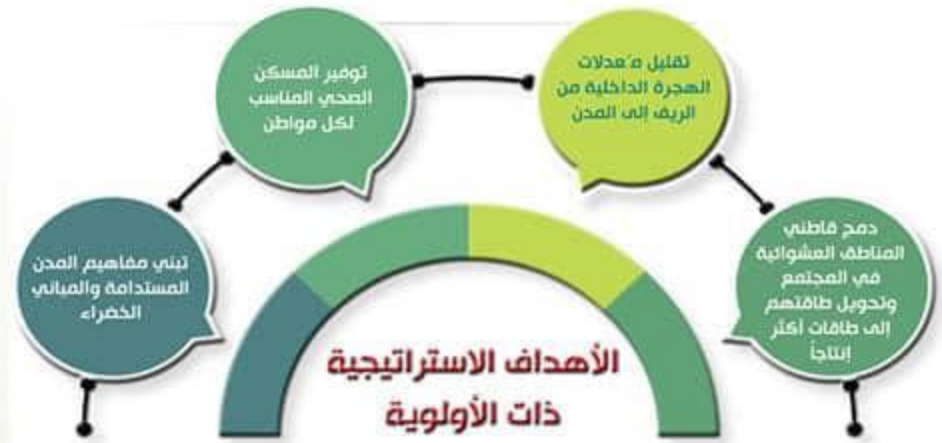 تقليل معدلات
الهجرة الداخلية من
الريف إلى المدن
توفير المسكن
الصحي المناسب
لكل مواطن
دمج قاطني
المناطق العشوائية
في المجتمع
وتحويل طاقتهم
إلى طاقات أكثر
إنتاجاً
تبني مفاهيم المدن
المستدامة والمباني
الخضراء
الأهداف الاستراتيجية
ذات الأولوية